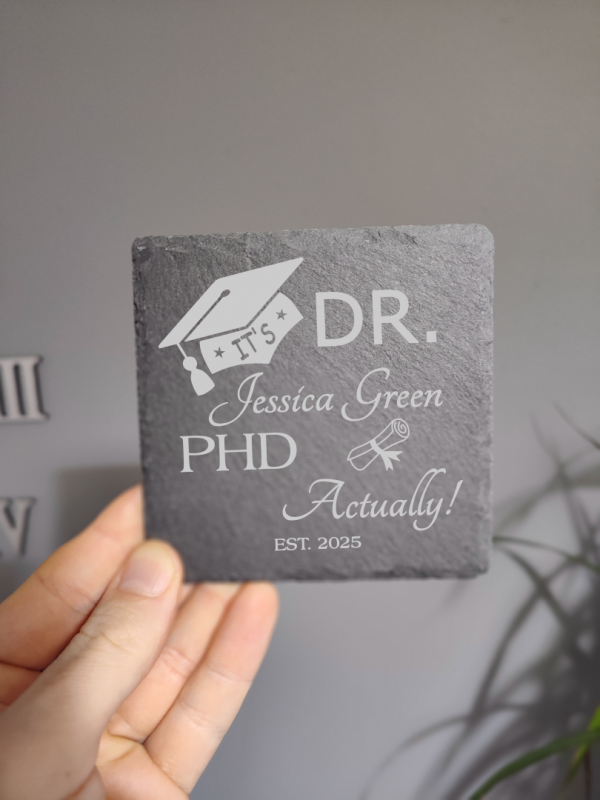 IT'S
DR.
Jessica Green
PHD
Actually!
EST. 2025